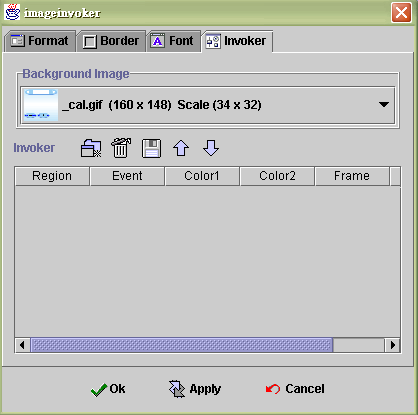 imageinvoker
Format Border Font Invoker
Background Image
_cal.gif (160 x 148) Scale (34 x 32)
Invoker
Region Event Color1 Color2 Frame
Ok Apply Cancel